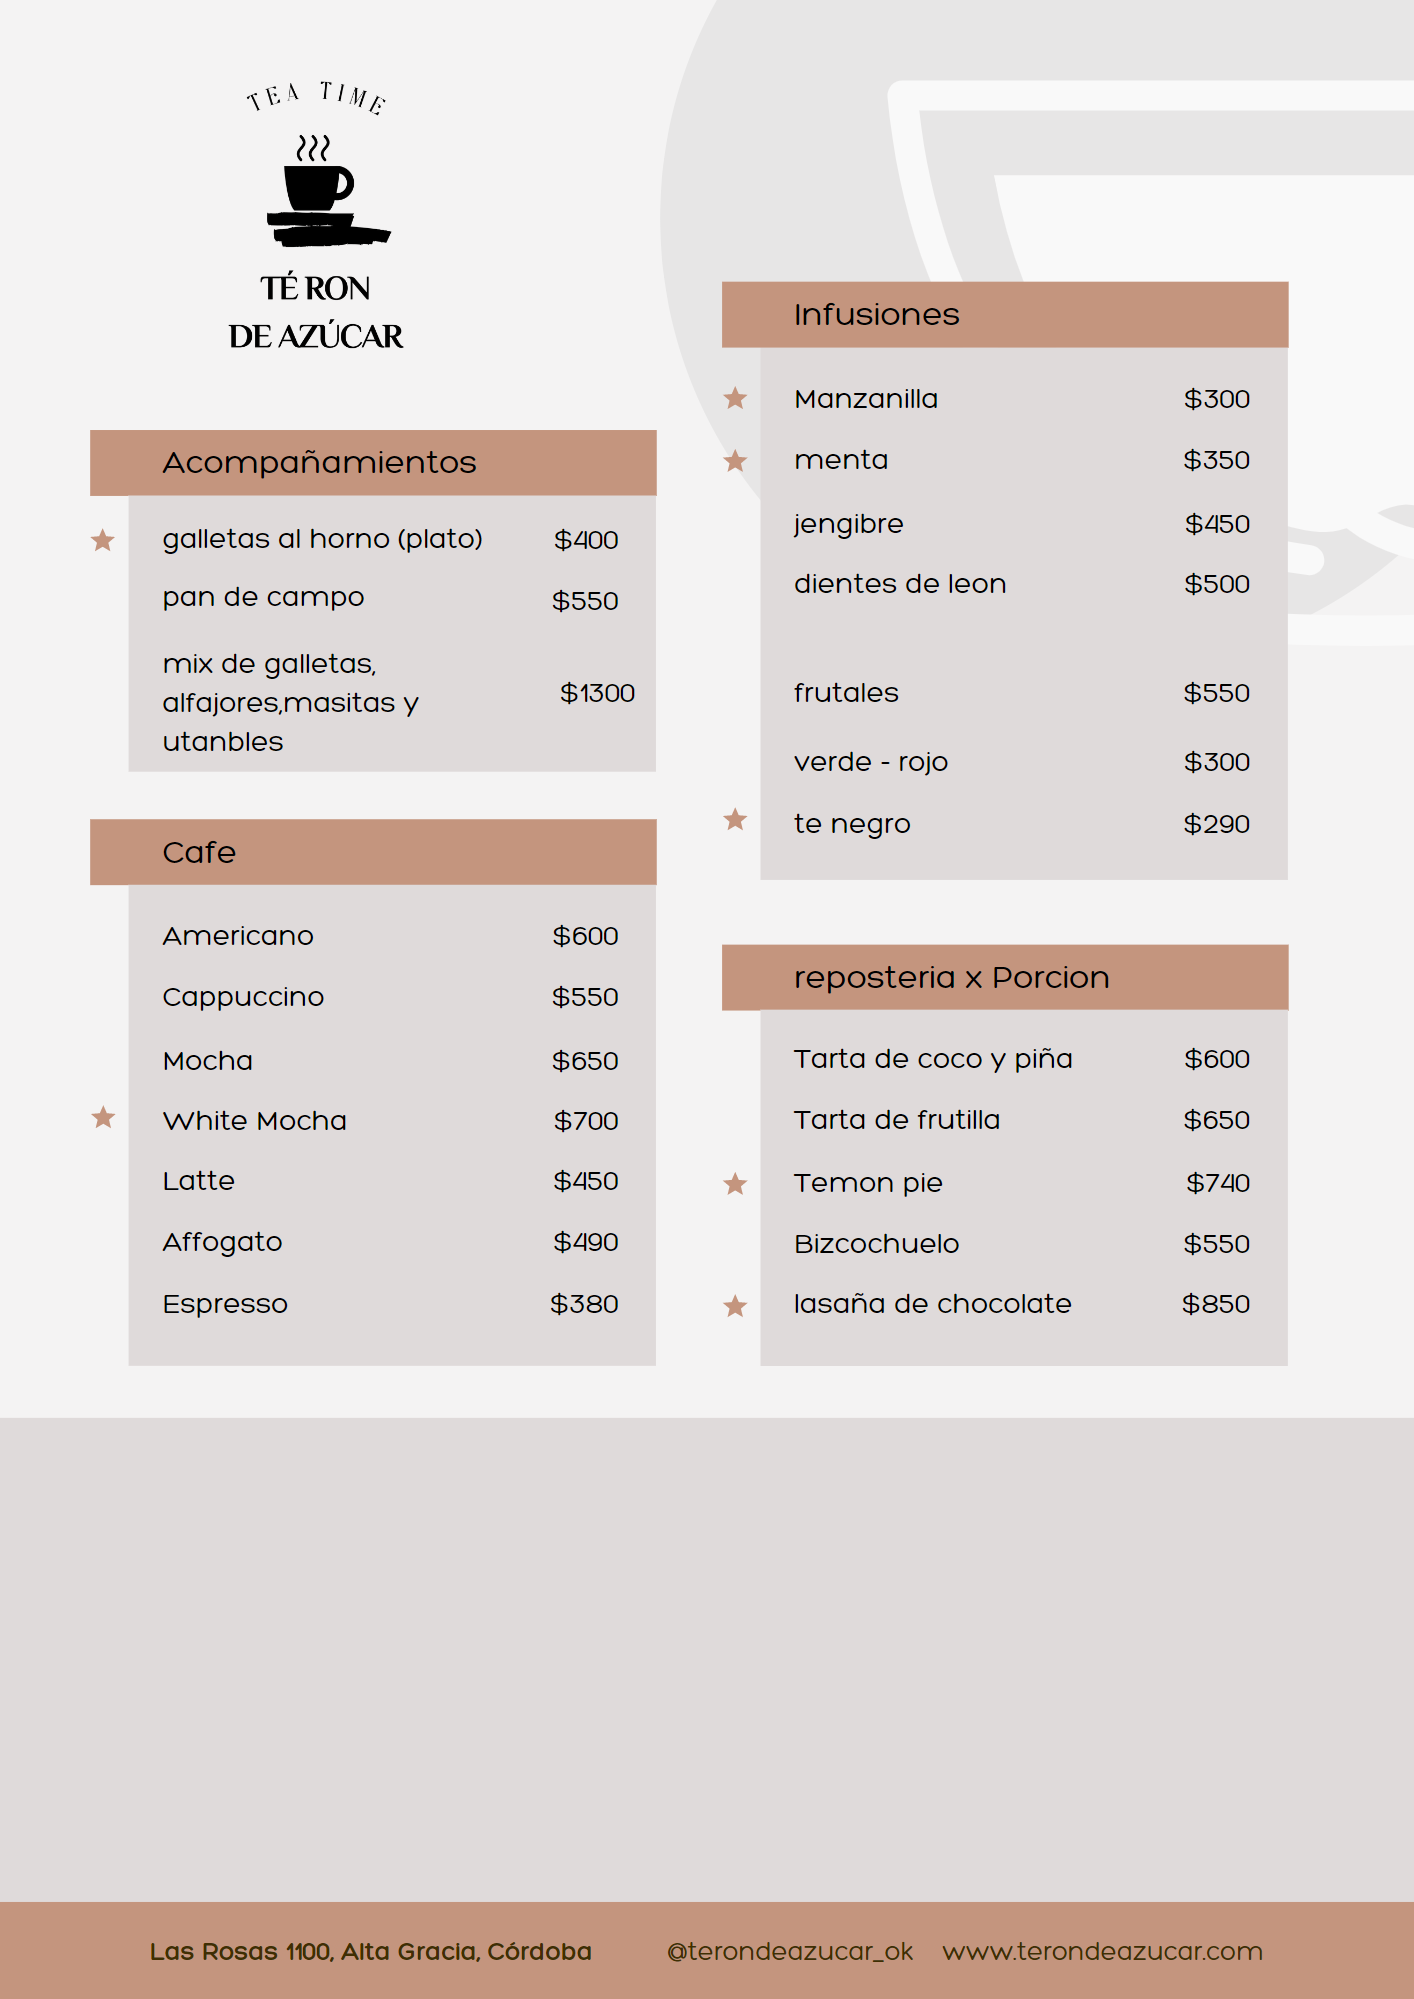 TEA TIME
TÉ RON
DE AZÚCAR
Acompañamientos
galletas al horno (plato) $400
pan de campo $550
mix de galletas,
alfajores,masitas y $1300
utanbles
Cafe
Americano $600
Cappuccino $550
Mocha $650
White Mocha $700
Latte $450
Affogato $490
Espresso $380
Infusiones
Manzanilla $300
menta $350
jengibre $450
dientes de leon $500
frutales $550
verde - rojo $300
te negro $290
reposteria x Porcion
Tarta de coco y piña $600
Tarta de frutilla $650
Temon pie $740
Bizcochuelo $550
lasaña de chocolate $850
Las Rosas 1100, Alta Gracia, Córdoba @terondeazucar_ok www.terondeazucar.com